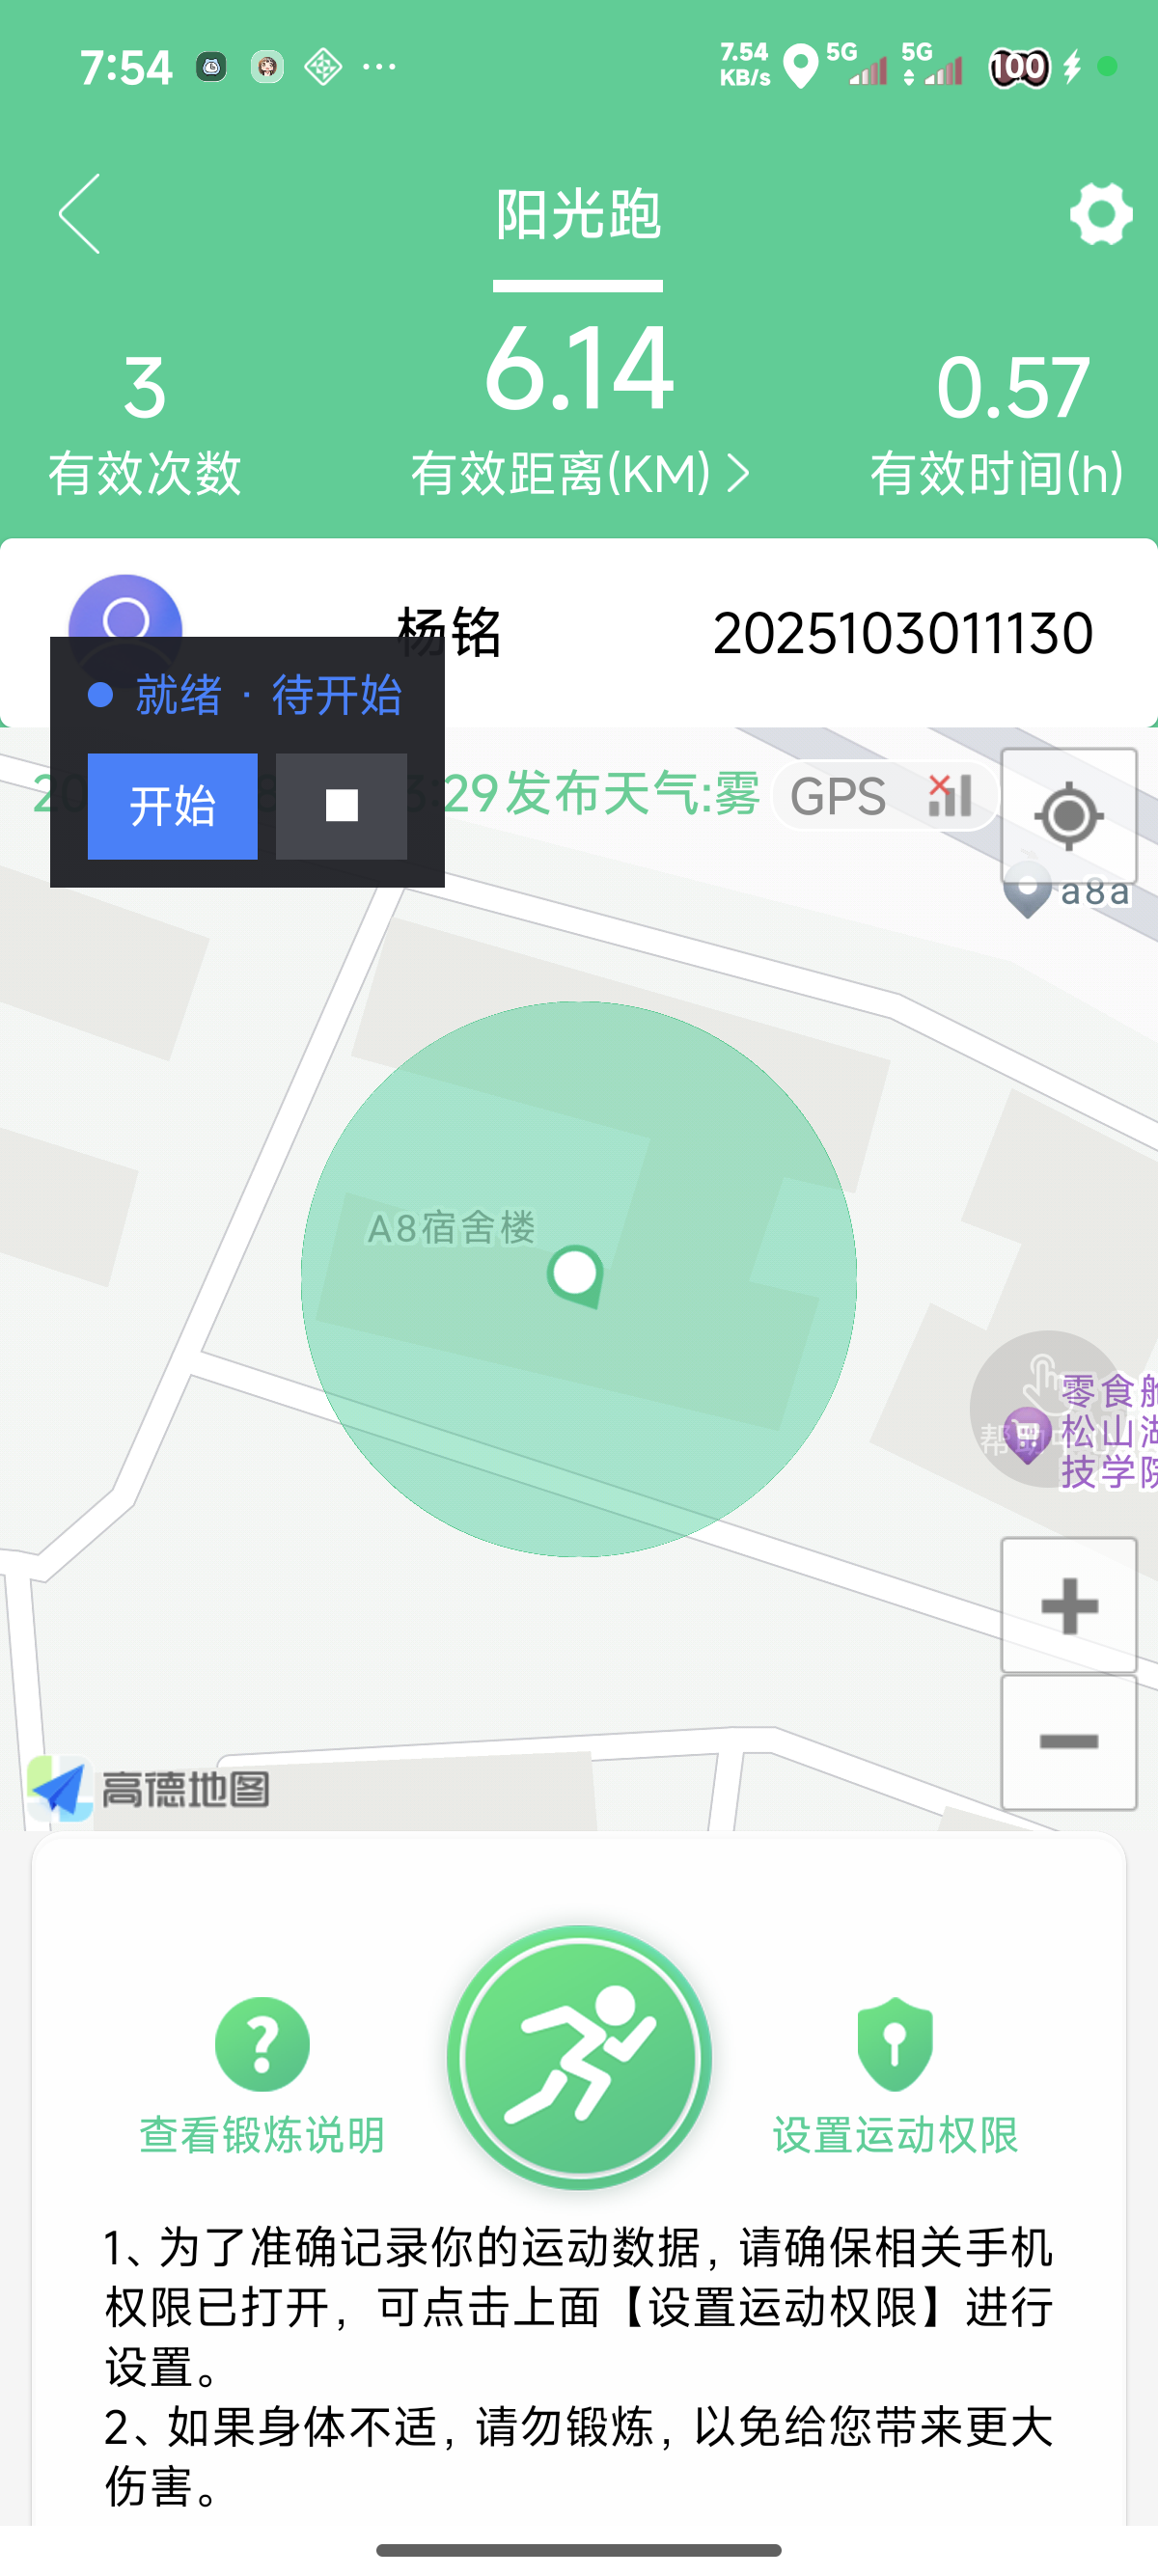 7:54
7.54 KB/s 5G 5G 100
阳光跑
3 6.14 0.57
有效次数 有效距离(KM) 有效时间(h)
杨铭 2025103011130
就绪 · 待开始
开始
29发布天气:雾 GPS
a8a
A8宿舍楼
零食
松山湖
技学院
高德地图
查看锻炼说明 设置运动权限
1、为了准确记录你的运动数据，请确保相关手机
权限已打开，可点击上面【设置运动权限】进行
设置。
2、如果身体不适，请勿锻炼，以免给您带来更大
伤害。